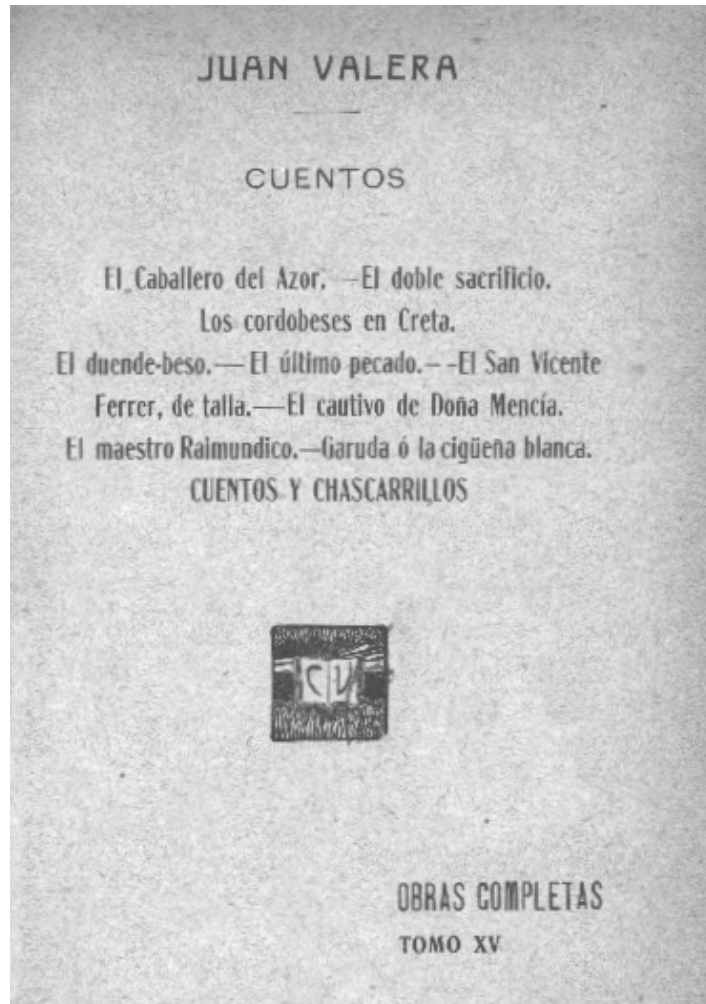 JUAN VALERA
CUENTOS
El Caballero del Azor. —El doble sacrificio.
Los cordobeses en Creta.
El duende-beso.— El último pecado.- -El San Vicente
Ferrer, de talla.—El cautivo de Doña Mencía.
El maestro Raimundico.—Garuda ó la cigüeña blanca.
CUENTOS Y CHASCARRILLOS
C V
OBRAS COMPLETAS
TOMO XV